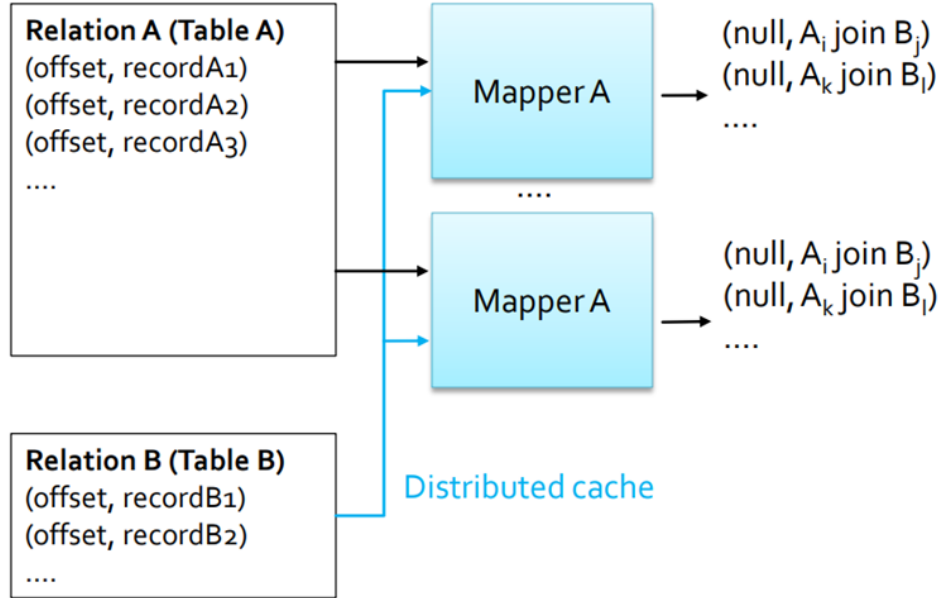 Relation A (Table A)
(offset, recordA1)
(offset, recordA2)
(offset, recordA3)
....
Mapper A
(null, Aᵢ join Bⱼ)
(null, Aₖ join Bₗ)
....
....
Mapper A
(null, Aᵢ join Bⱼ)
(null, Aₖ join Bₗ)
....
Relation B (Table B)
(offset, recordB1)
(offset, recordB2)
....
Distributed cache